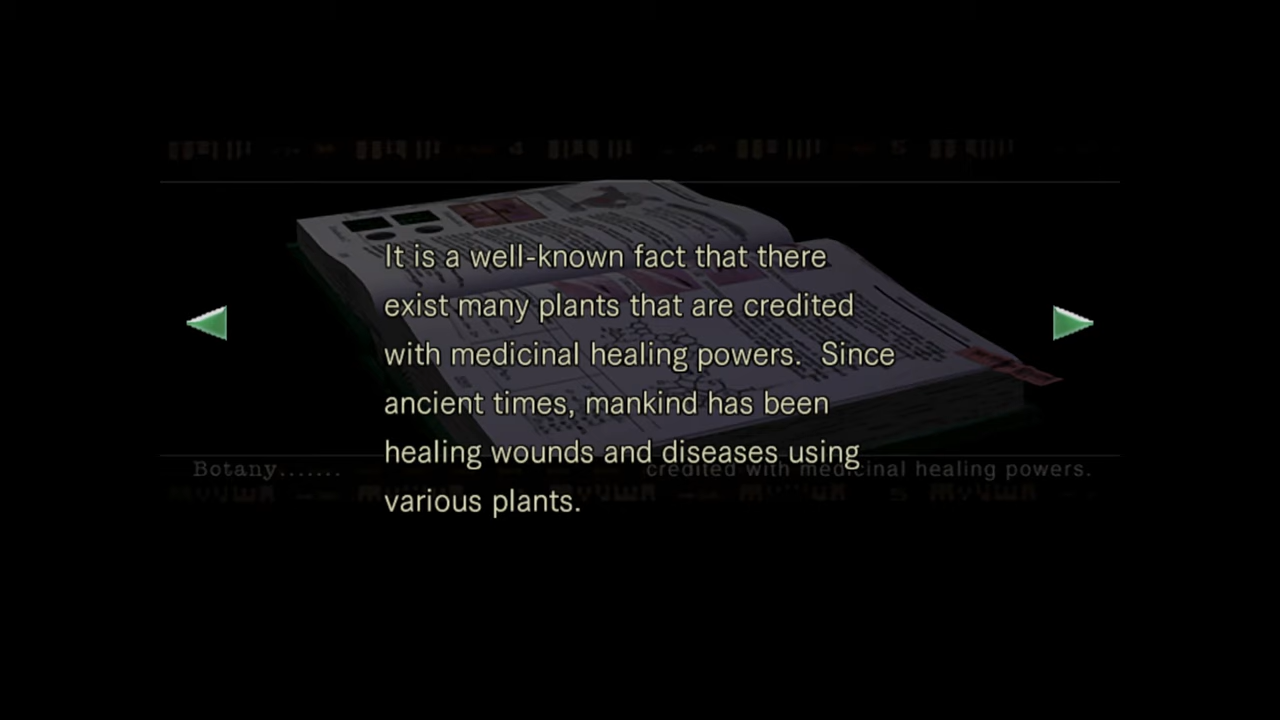 It is a well-known fact that there
exist many plants that are credited
with medicinal healing powers.  Since
ancient times, mankind has been
healing wounds and diseases using
various plants.
Botany....... credited with medicinal healing powers.